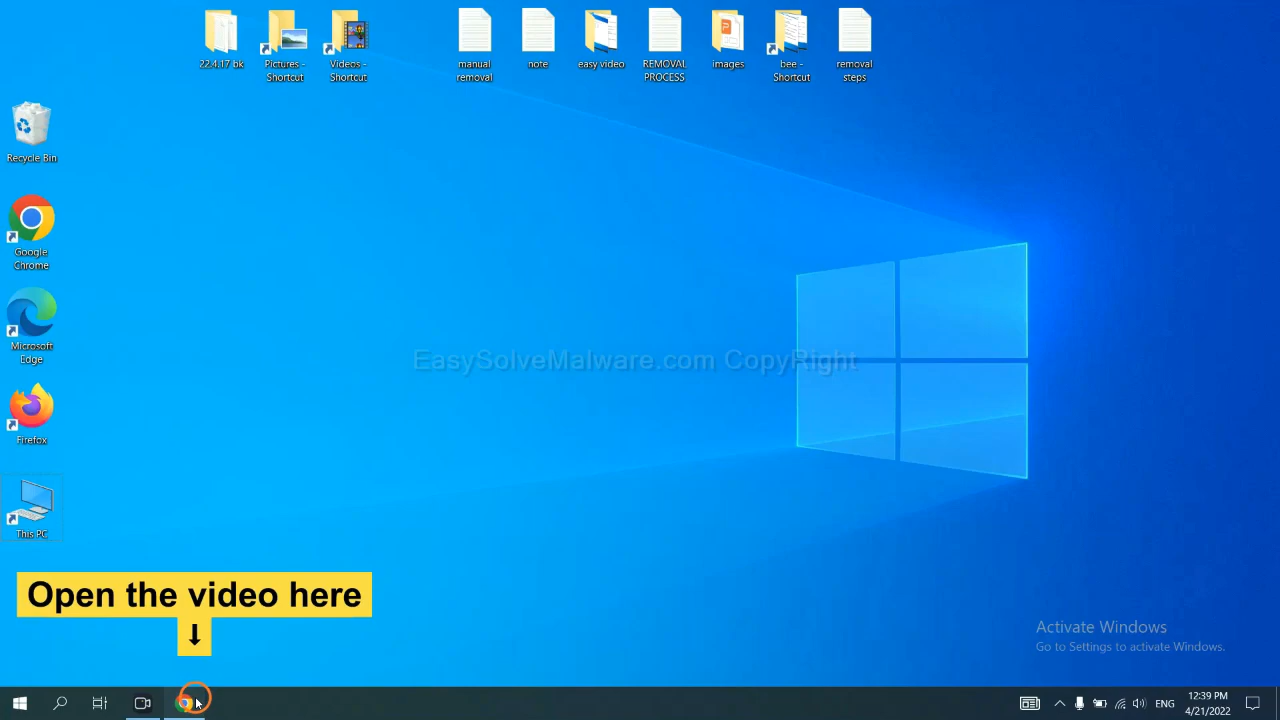 22.4.17 bk
Pictures -
Shortcut
Videos -
Shortcut
manual
removal
note
easy video
REMOVAL
PROCESS
images
bee -
Shortcut
removal
steps
Recycle Bin
Google
Chrome
Microsoft
Edge
Firefox
This PC
EasySolveMalware.com CopyRight
Open the video here
↓
Activate Windows
Go to Settings to activate Windows.
ENG
12:39 PM
4/21/2022